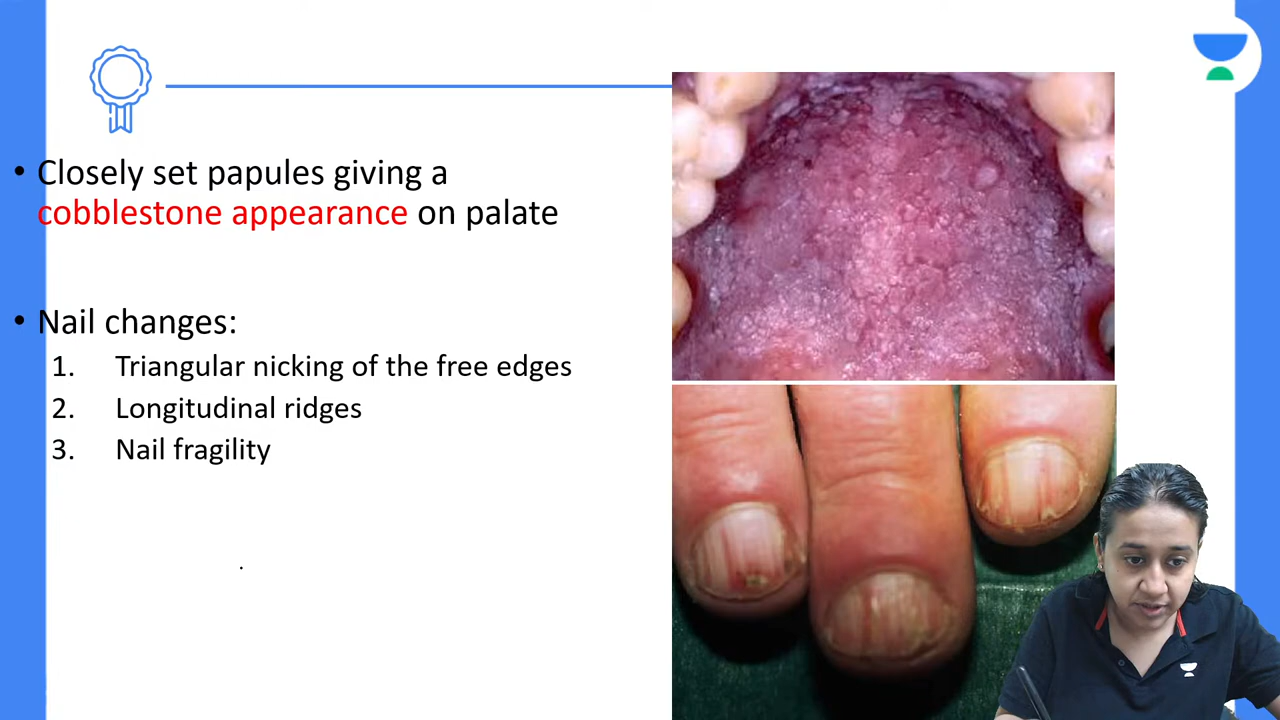 • Closely set papules giving a
cobblestone appearance on palate
• Nail changes:
1. Triangular nicking of the free edges
2. Longitudinal ridges
3. Nail fragility